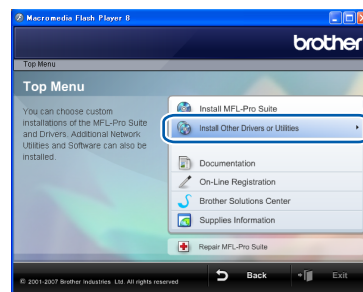 Macromedia Flash Player 8
brother
Top Menu
Top Menu
You can choose custom
installations of the MFL-Pro Suite
and Drivers. Additional Network
Utilities and Software can also be
installed.
Install MFL-Pro Suite
Install Other Drivers or Utilities
Documentation
On-Line Registration
Brother Solutions Center
Supplies Information
Repair MFL-Pro Suite
© 2001-2007 Brother Industries Ltd. All rights reserved
Back
Exit